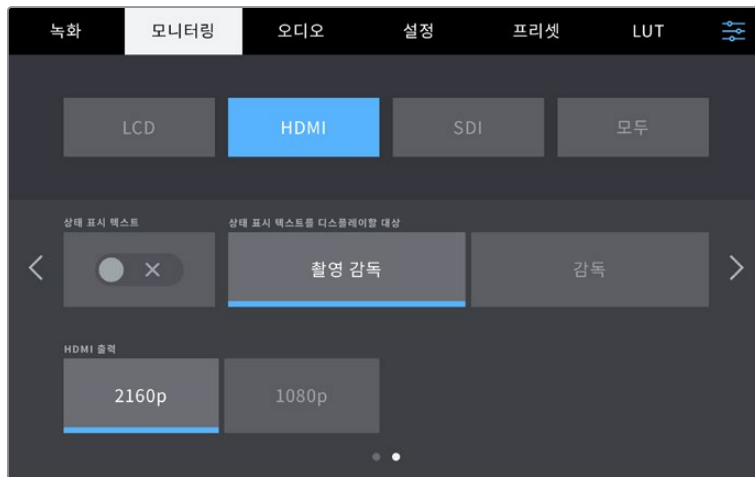 녹화 모니터링 오디오 설정 프리셋 LUT
LCD HDMI SDI 모두
상태 표시 텍스트 상태 표시 텍스트를 디스플레이할 대상
촬영 감독 감독
HDMI 출력
2160p 1080p